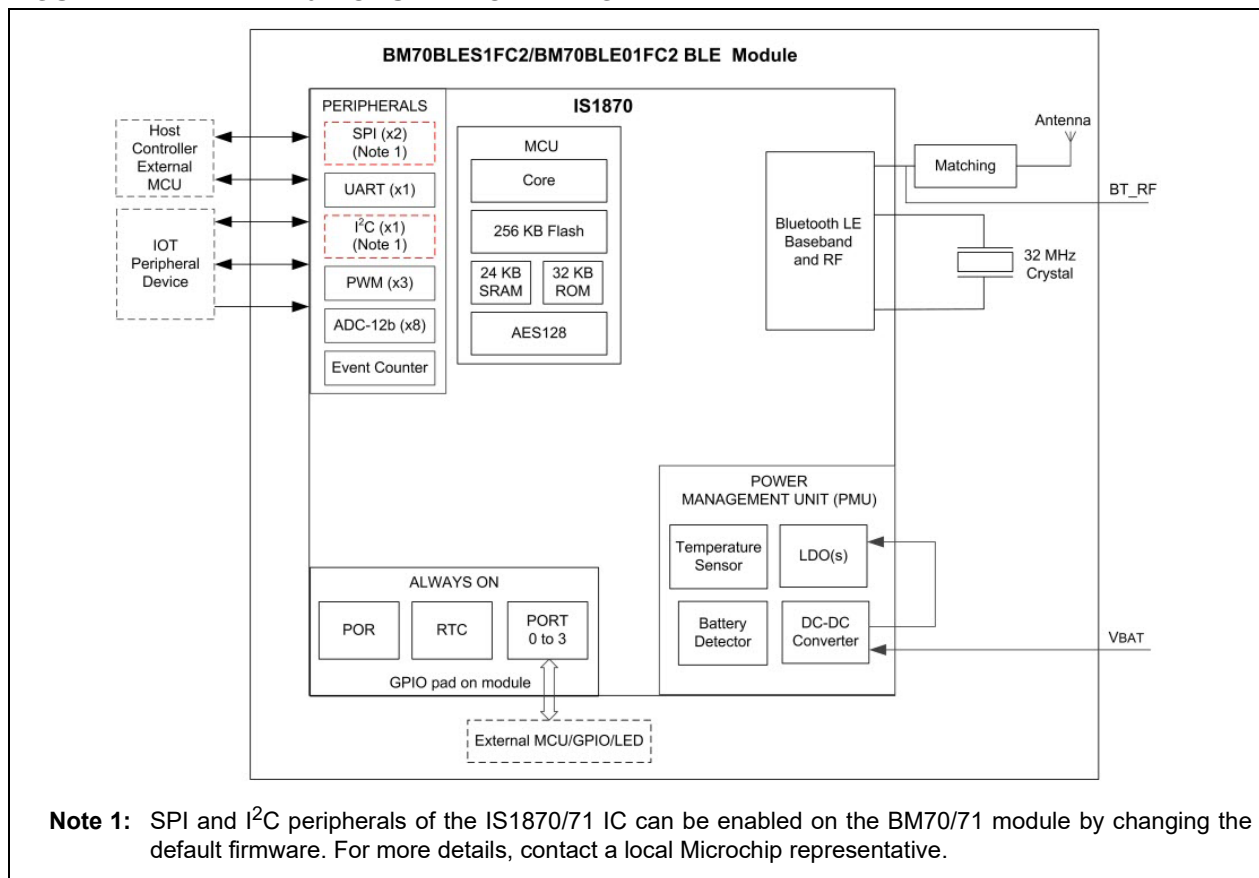 BM70BLES1FC2/BM70BLE01FC2 BLE Module
IS1870
PERIPHERALS
SPI (x2)
(Note 1)
UART (x1)
I²C (x1)
(Note 1)
PWM (x3)
ADC-12b (x8)
Event Counter
Host
Controller
External
MCU
IOT
Peripheral
Device
MCU
Core
256 KB Flash
24 KB
SRAM
32 KB
ROM
AES128
Bluetooth LE
Baseband
and RF
Matching
Antenna
BT_RF
32 MHz
Crystal
POWER
MANAGEMENT UNIT (PMU)
Temperature
Sensor
LDO(s)
Battery
Detector
DC-DC
Converter
VBAT
ALWAYS ON
POR
RTC
PORT
0 to 3
GPIO pad on module
External MCU/GPIO/LED
Note 1: SPI and I²C peripherals of the IS1870/71 IC can be enabled on the BM70/71 module by changing the
default firmware. For more details, contact a local Microchip representative.